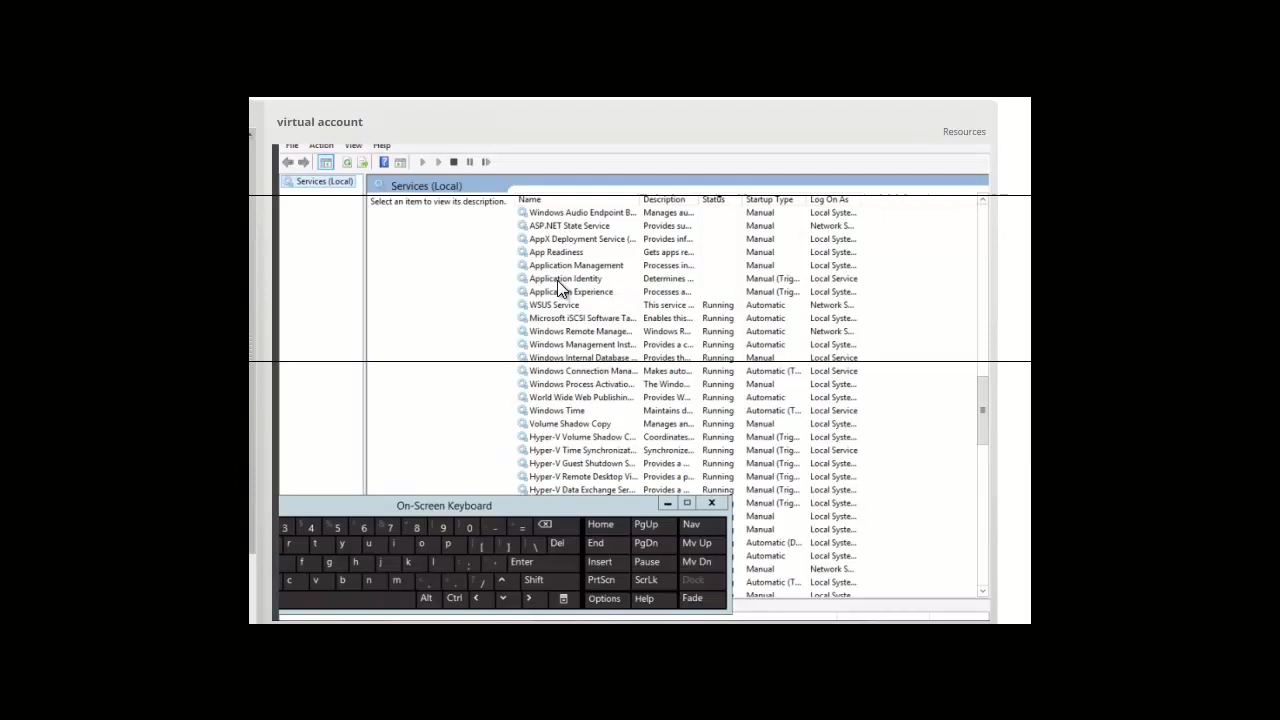 virtual account
Resources
File Action View Help
Services (Local)
Services (Local)
Select an item to view its description.
Name Description Status Startup Type Log On As
Windows Audio Endpoint B... Manages au... Manual Local Syste...
ASP.NET State Service Provides su... Manual Network S...
AppX Deployment Service (... Provides inf... Manual Local Syste...
App Readiness Gets apps re... Manual Local Syste...
Application Management Processes in... Manual Local Syste...
Application Identity Determines ... Manual (Trig... Local Service
Application Experience Processes a... Manual (Trig... Local Syste...
WSUS Service This service ... Running Automatic Network S...
Microsoft iSCSI Software Ta... Enables this... Running Automatic Local Syste...
Windows Remote Manage... Windows R... Running Automatic Network S...
Windows Management Inst... Provides a c... Running Automatic Local Syste...
Windows Internal Database ... Provides th... Running Manual Local Service
Windows Connection Mana... Makes auto... Running Automatic (T... Local Service
Windows Process Activatio... The Windo... Running Manual Local Syste...
World Wide Web Publishin... Provides W... Running Automatic Local Syste...
Windows Time Maintains d... Running Automatic (T... Local Service
Volume Shadow Copy Manages an... Running Manual Local Syste...
Hyper-V Volume Shadow C... Coordinates... Running Manual (Trig... Local Syste...
Hyper-V Time Synchronizat... Synchronize... Running Manual (Trig... Local Service
Hyper-V Guest Shutdown S... Provides a ... Running Manual (Trig... Local Syste...
Hyper-V Remote Desktop Vi... Provides a p... Running Manual (Trig... Local Syste...
Hyper-V Data Exchange Ser... Provides a ... Running Manual (Trig... Local Syste...
Manual (Trig... Local Syste...
Manual Local Syste...
Manual Local Syste...
Automatic (D... Local Syste...
Automatic Local Syste...
Manual Network S...
Automatic (T... Local Syste...
Manual Local Syste...
On-Screen Keyboard
3 4 5 6 7 8 9 0 - = Home PgUp Nav
r t y u i o p [ ] \ Del End PgDn Mv Up
f g h j k l ; ' Enter Insert Pause Mv Dn
c v b n m , . / Shift PrtScn ScrLk Dock
Alt Ctrl Options Help Fade